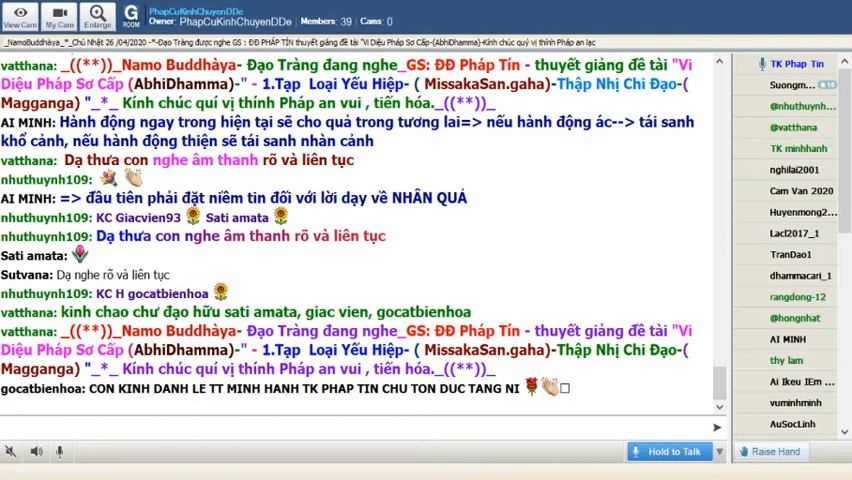 PhapCuKinhChuyenDDe
Owner: PhapCuKinhChuyenDDe Members: 39 Cams: 0
View Cam My Cam Enlarge G ROOM
_NamoBuddhàya_*_Chủ Nhật 26 /04/2020 -*-Đạo Tràng được nghe GS : ĐĐ PHÁP TÍN thuyết giảng đề tài "Vi Diệu Pháp Sơ Cấp-(AbhiDhamma)-Kính chúc quý vị thính Pháp an lạc
vatthana: _((**))_Namo Buddhàya- Đạo Tràng đang nghe_GS: ĐĐ Pháp Tín - thuyết giảng đề tài "Vi
Diệu Pháp Sơ Cấp (AbhiDhamma)-" - 1.Tạp Loại Yếu Hiệp- ( MissakaSan.gaha)-Thập Nhị Chi Đạo-(
Magganga) "_*_ Kính chúc quí vị thính Pháp an vui , tiến hóa._((**))_
AI MINH: Hành động ngay trong hiện tại sẽ cho quả trong tương lai=> nếu hành động ác--> tái sanh
khổ cảnh, nếu hành động thiện sẽ tái sanh nhàn cảnh
vatthana: Dạ thưa con nghe âm thanh rõ và liên tục
nhuthuynh109:
AI MINH: => đầu tiên phải đặt niềm tin đối với lời dạy về NHÂN QUÁ
nhuthuynh109: KC Giacvien93 Sati amata
nhuthuynh109: Dạ thưa con nghe âm thanh rõ và liên tục
Sati amata:
Sutvana: Dạ nghe rõ và liên tục
nhuthuynh109: KC H gocatbienhoa
vatthana: kinh chao chư đạo hữu sati amata, giac vien, gocatbienhoa
vatthana: _((**))_Namo Buddhàya- Đạo Tràng đang nghe_GS: ĐĐ Pháp Tín - thuyết giảng đề tài "Vi
Diệu Pháp Sơ Cấp (AbhiDhamma)-" - 1.Tạp Loại Yếu Hiệp- ( MissakaSan.gaha)-Thập Nhị Chi Đạo-(
Magganga) "_*_ Kính chúc quí vị thính Pháp an vui , tiến hóa._((**))_
gocatbienhoa: CON KINH DANH LE TT MINH HANH TK PHAP TIN CHU TON DUC TANG NI
TK Phap Tin
Suongm... 10
@nhuthuynh...
@vatthana
TK minhhanh
nghilai2001
Cam Van 2020
Huyenmong2...
Lacl2017_1
TranDao1
dhammacari_1
rangdong-12
@hongnhat
AI MINH
thy lam
Ai lkeu IEm ...
vuminhminh
AuSocLinh
Hold to Talk
Raise Hand